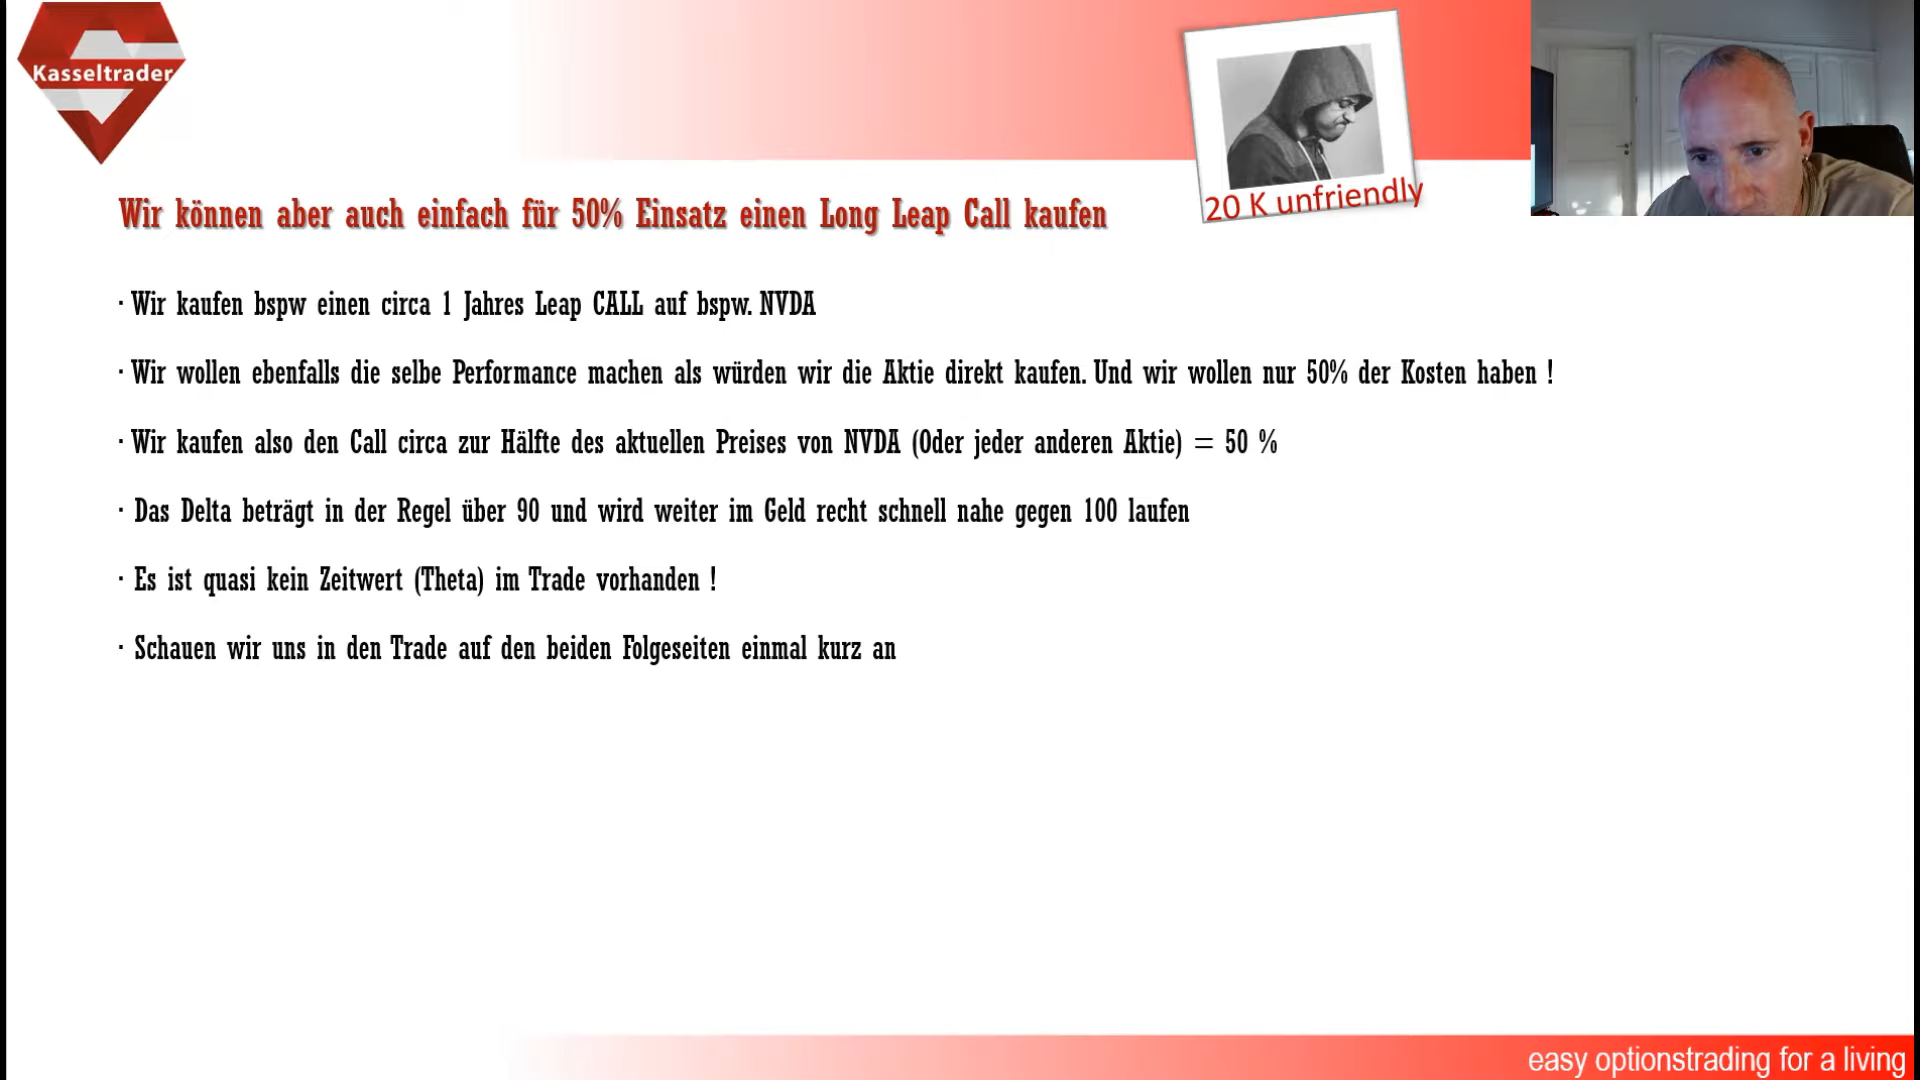 Kasseltrader
20 K unfriendly
Wir können aber auch einfach für 50% Einsatz einen Long Leap Call kaufen
· Wir kaufen bspw einen circa 1 Jahres Leap CALL auf bspw. NVDA
· Wir wollen ebenfalls die selbe Performance machen als würden wir die Aktie direkt kaufen. Und wir wollen nur 50% der Kosten haben !
· Wir kaufen also den Call circa zur Hälfte des aktuellen Preises von NVDA (Oder jeder anderen Aktie) = 50 %
· Das Delta beträgt in der Regel über 90 und wird weiter im Geld recht schnell nahe gegen 100 laufen
· Es ist quasi kein Zeitwert (Theta) im Trade vorhanden !
· Schauen wir uns in den Trade auf den beiden Folgeseiten einmal kurz an
easy optionstrading for a living